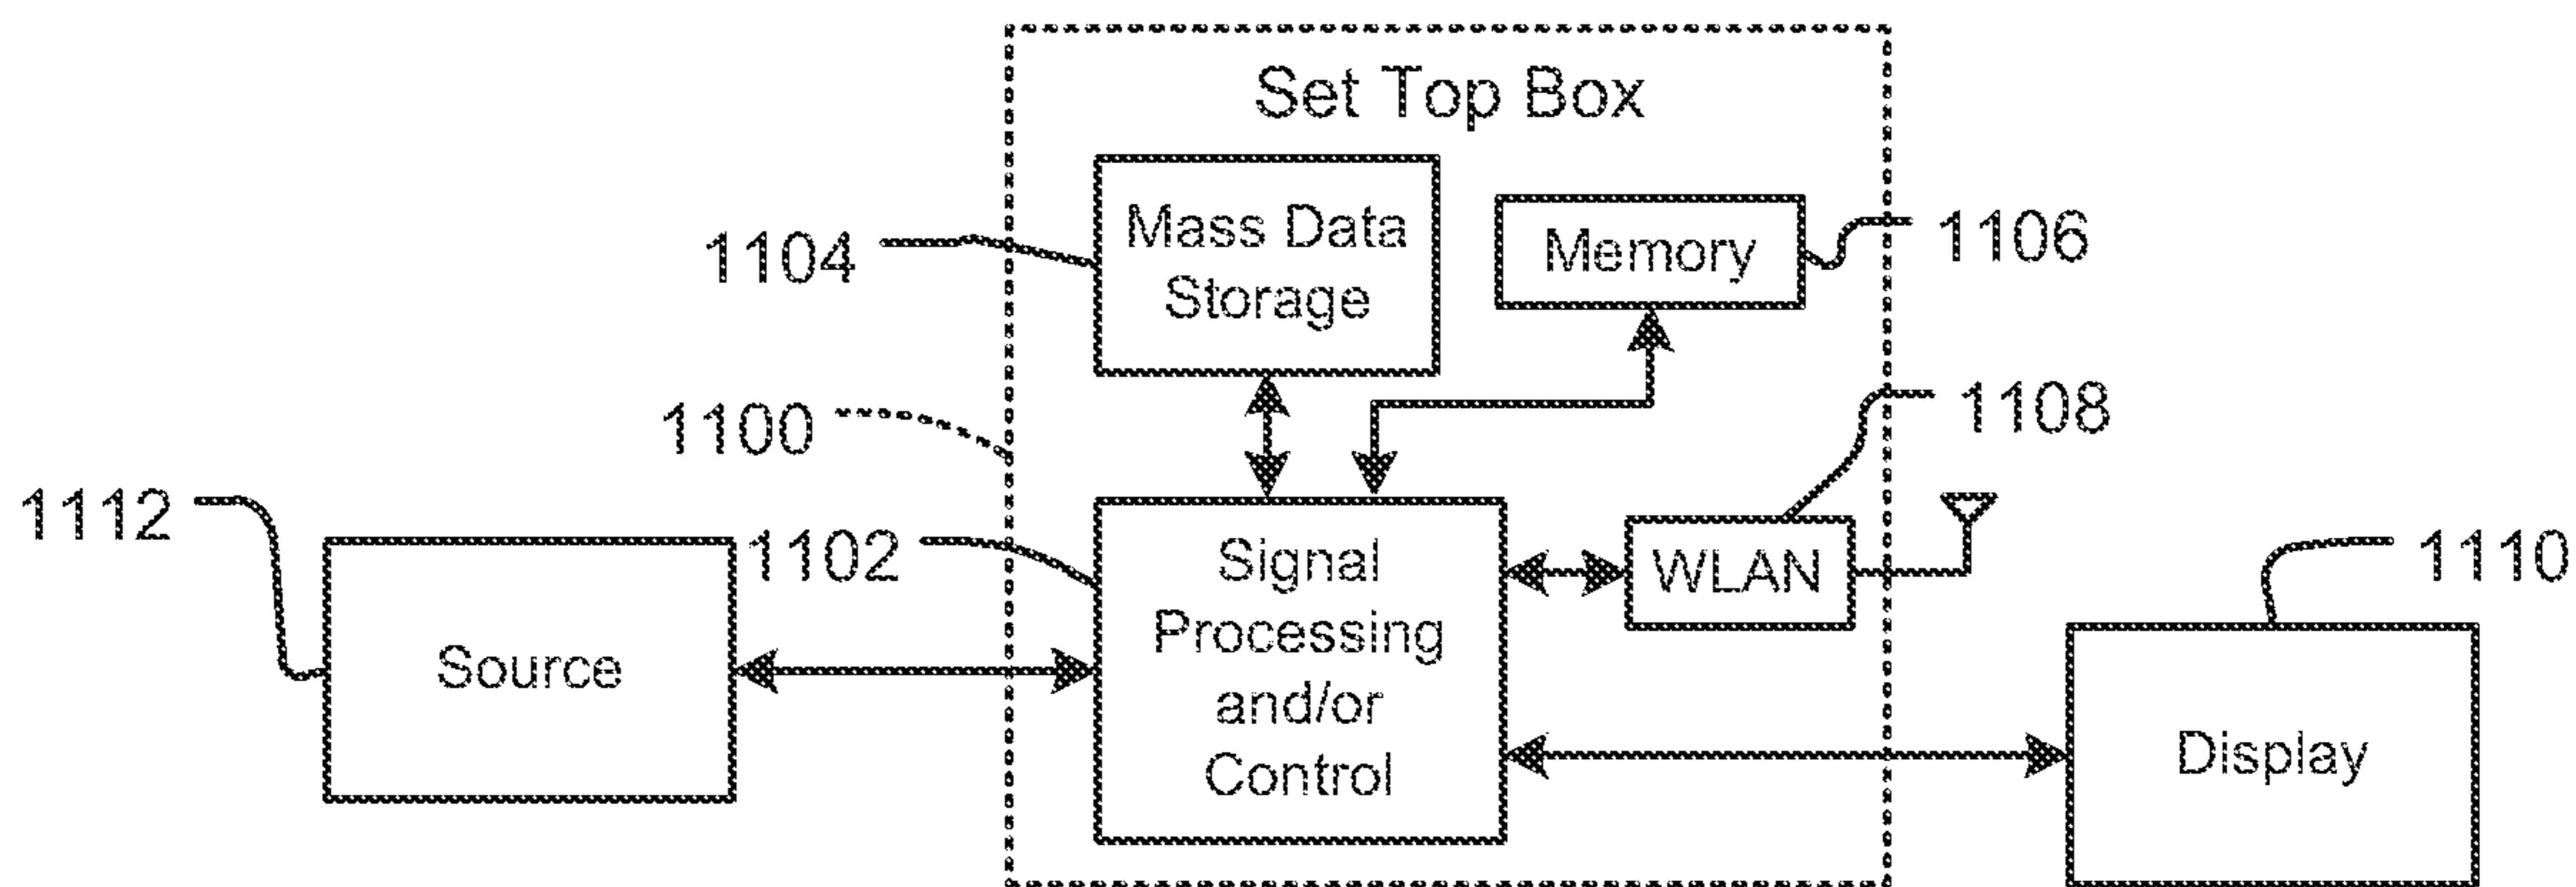 Set Top Box
Mass Data
Storage
1104
Memory
1106
1100
1108
1112
1102
Signal
Processing
and/or
Control
WLAN
1110
Source
Display